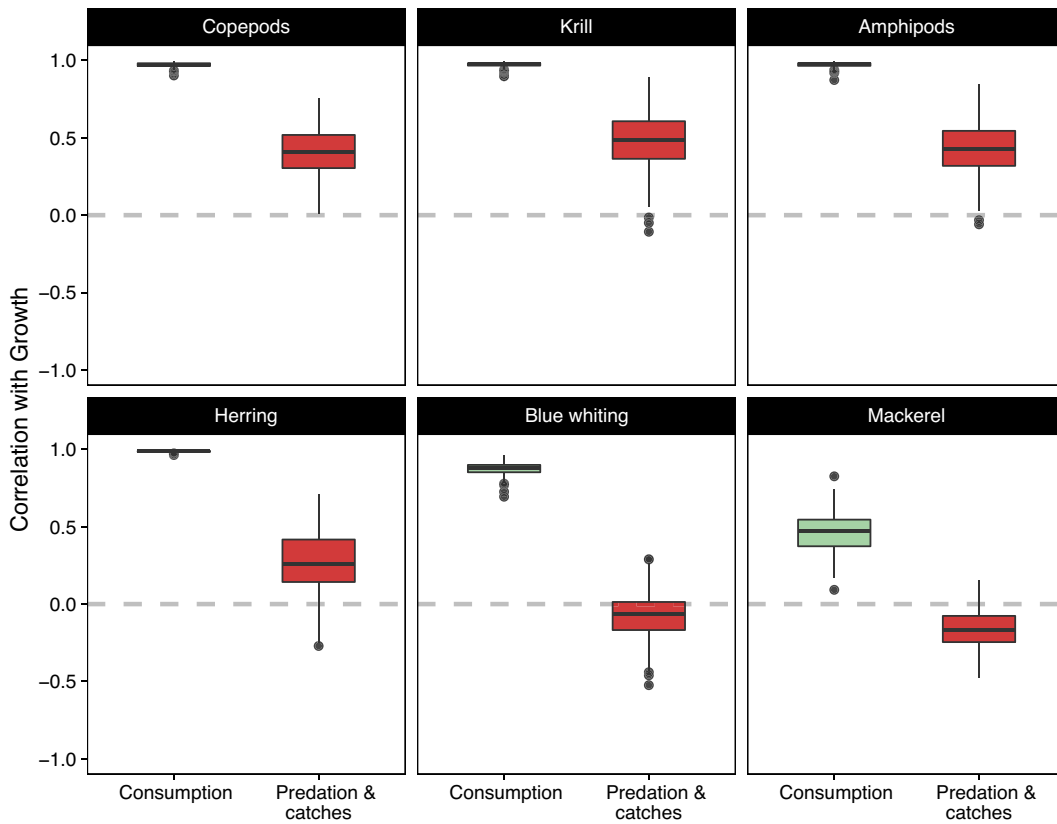 Copepods
Krill
Amphipods
1.0
0.5
0.0
−0.5
−1.0
Correlation with Growth
Herring
Blue whiting
Mackerel
1.0
0.5
0.0
−0.5
−1.0
Consumption
Predation &
catches
Consumption
Predation &
catches
Consumption
Predation &
catches